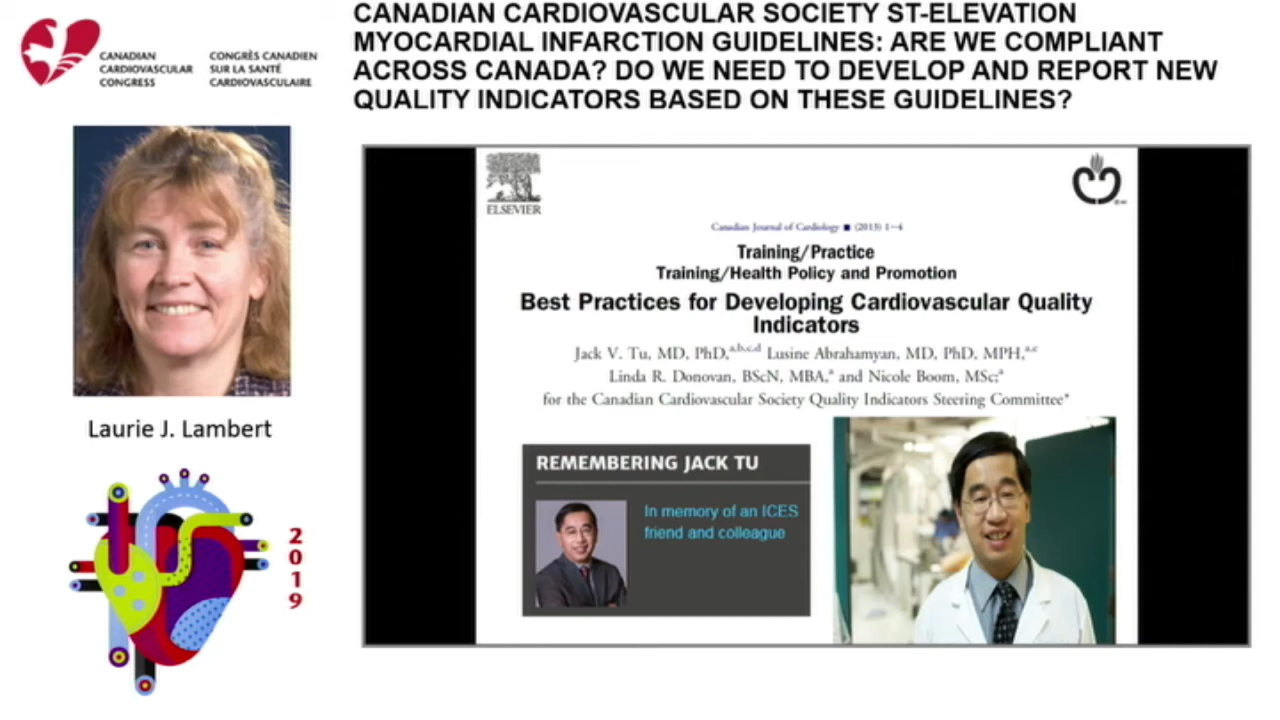 CANADIAN
CARDIOVASCULAR
CONGRESS
CONGRÈS CANADIEN
SUR LA SANTÉ
CARDIOVASCULAIRE
CANADIAN CARDIOVASCULAR SOCIETY ST-ELEVATION
MYOCARDIAL INFARCTION GUIDELINES: ARE WE COMPLIANT
ACROSS CANADA? DO WE NEED TO DEVELOP AND REPORT NEW
QUALITY INDICATORS BASED ON THESE GUIDELINES?
Laurie J. Lambert
2019
ELSEVIER
Canadian Journal of Cardiology ■ (2013) 1–4
Training/Practice
Training/Health Policy and Promotion
Best Practices for Developing Cardiovascular Quality
Indicators
Jack V. Tu, MD, PhD,a,b,c,d Lusine Abrahamyan, MD, PhD, MPH,a,c
Linda R. Donovan, BScN, MBA,a and Nicole Boom, MSc;a
for the Canadian Cardiovascular Society Quality Indicators Steering Committee*
REMEMBERING JACK TU
In memory of an ICES
friend and colleague